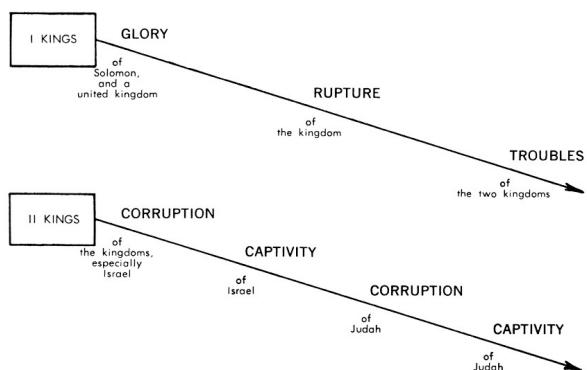 I KINGS
GLORY
of
Solomon,
and a
united kingdom
RUPTURE
of
the kingdom
TROUBLES
of
the two kingdoms
II KINGS
CORRUPTION
of
the kingdoms,
especially
Israel
CAPTIVITY
of
Israel
CORRUPTION
of
Judah
CAPTIVITY
of
Judah